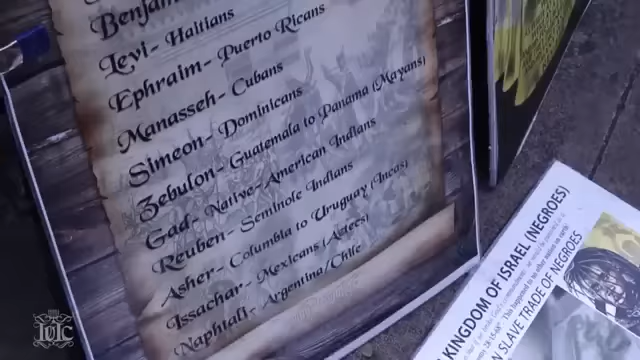 Benjam
Levi- Haitians
Ephraim- Puerto Ricans
Manasseh- Cubans
Simeon- Dominicans
Zebulon- Guatemala to Panama (Mayans)
Gad- Native- American Indians
Reuben- Seminole Indians
Asher- Columbia to Uruguay (Incas)
Issachar- Mexicans (Aztecs)
Naphtali- Argentina/Chile
KINGDOM OF ISRAEL (NEGROES)
N SLAVE TRADE OF NEGROES
IUIC